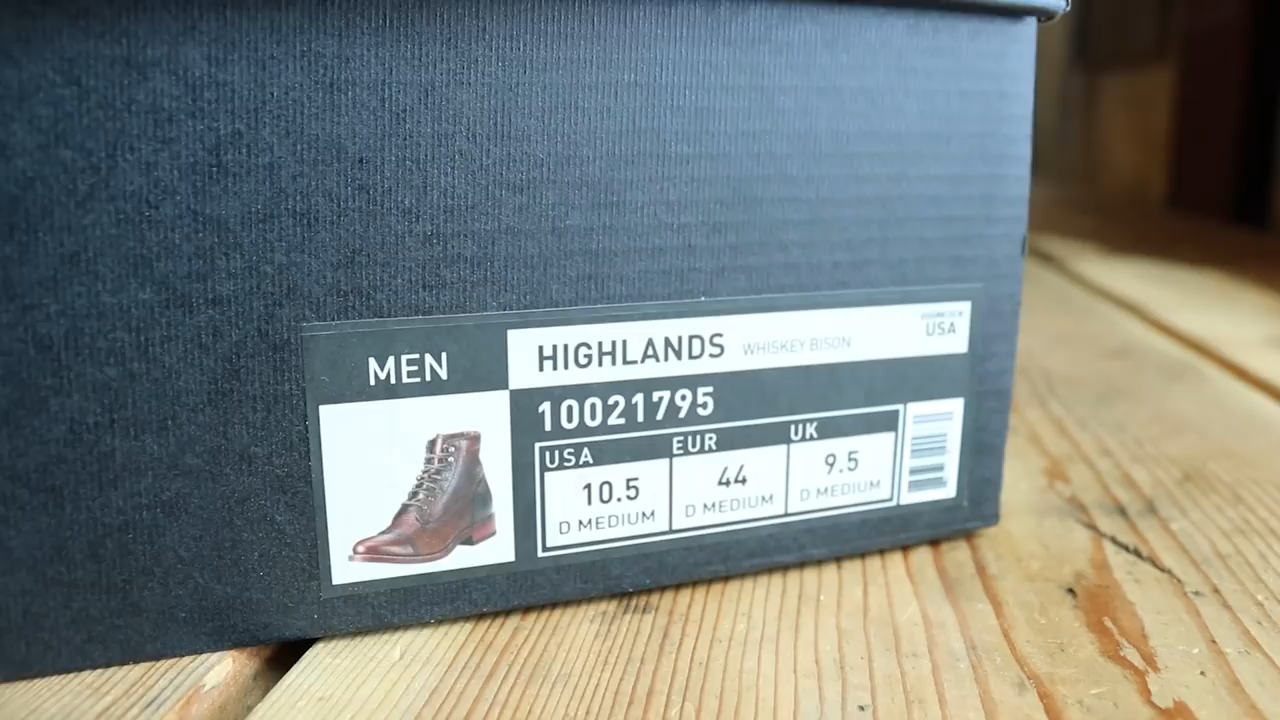 MEN
HIGHLANDS WHISKEY BISON
USA
10021795
USA EUR UK
10.5 44 9.5
D MEDIUM D MEDIUM D MEDIUM